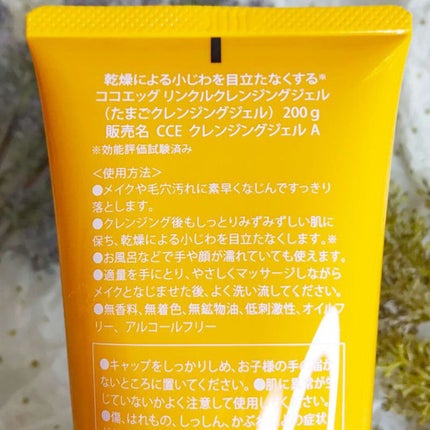 乾燥による小じわを目立たなくする※
ココエッグ リンクルクレンジングジェル
(たまごクレンジングジェル) 200g
販売名 CCE クレンジングジェル A
※効能評価試験済み
<使用方法>
●メイクや毛穴汚れに素早くなじんですっきり
落とします。
●クレンジング後もしっとりみずみずしい肌に
保ち、乾燥による小じわを目立たなくします。※
●お風呂などで手や顔が濡れていても使えます。
●適量を手にとり、やさしくマッサージしながら
メイクとなじませた後、よく洗い流してください。
●無香料、無着色、無鉱物油、低刺激性、オイルフ
リー、アルコールフリー
●キャップをしっかりしめ、お子様の手の届か
ないところに置いてください。●肌に異常が生
じていないかよく注意して使用してください。
●傷、はれもの、しっしん、かぶれ